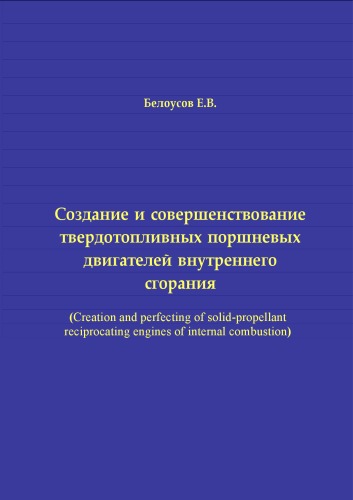 Белоусов Е.В.
Создание и совершенствование
твердотопливных поршневых
двигателей внутреннего
сгорания
(Creation and perfecting of solid-propellant
reciprocating engines of internal combustion)